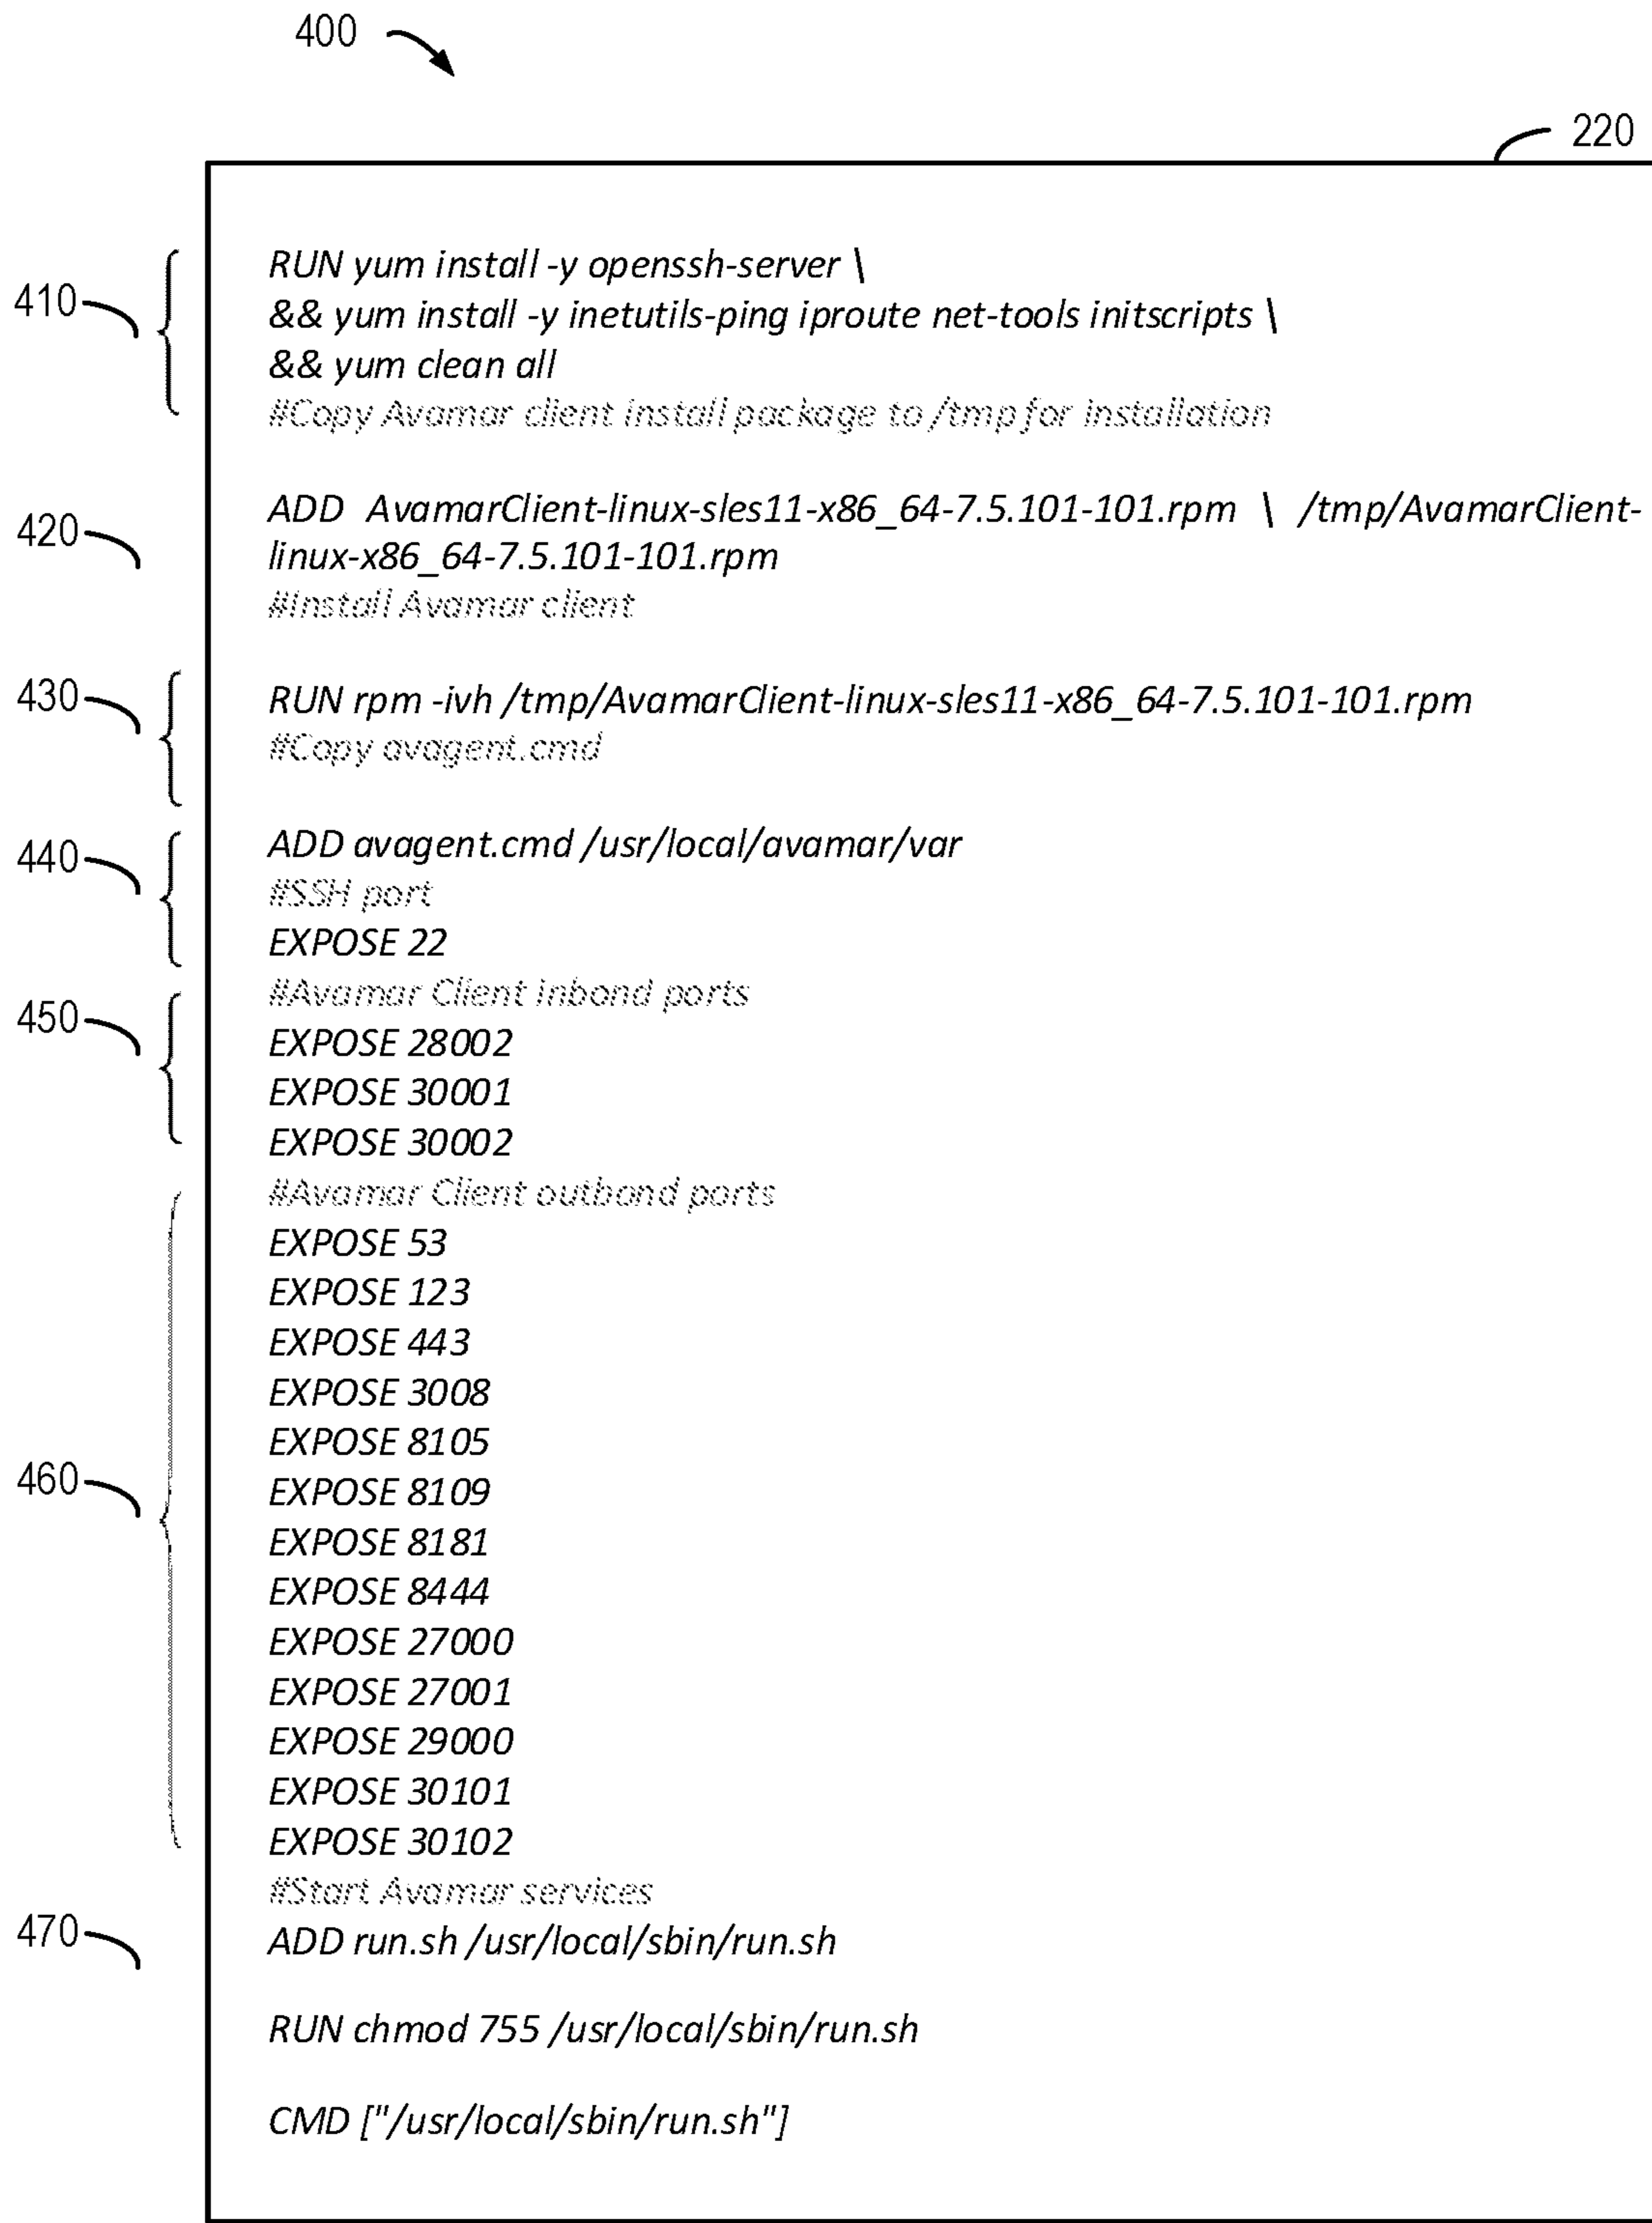 400
220
410
RUN yum install -y openssh-server \
&& yum install -y inetutils-ping iproute net-tools initscripts \
&& yum clean all
#Copy Avamar client install package to /tmp for installation
420
ADD AvamarClient-linux-sles11-x86_64-7.5.101-101.rpm \ /tmp/AvamarClient-
linux-x86_64-7.5.101-101.rpm
#Install Avamar client
430
RUN rpm -ivh /tmp/AvamarClient-linux-sles11-x86_64-7.5.101-101.rpm
#Copy avagent.cmd
440
ADD avagent.cmd /usr/local/avamar/var
#SSH port
EXPOSE 22
450
#Avamar Client inbond ports
EXPOSE 28002
EXPOSE 30001
EXPOSE 30002
460
#Avamar Client outbond ports
EXPOSE 53
EXPOSE 123
EXPOSE 443
EXPOSE 3008
EXPOSE 8105
EXPOSE 8109
EXPOSE 8181
EXPOSE 8444
EXPOSE 27000
EXPOSE 27001
EXPOSE 29000
EXPOSE 30101
EXPOSE 30102
#Start Avamar services
470
ADD run.sh /usr/local/sbin/run.sh
RUN chmod 755 /usr/local/sbin/run.sh
CMD ["/usr/local/sbin/run.sh"]